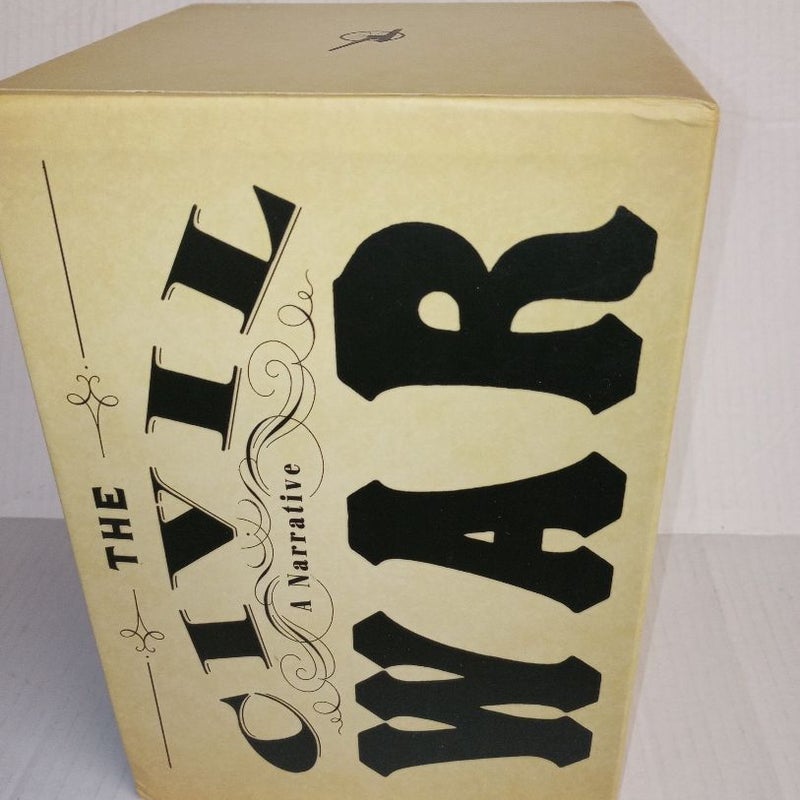 THE
CIVIL
A Narrative
WAR